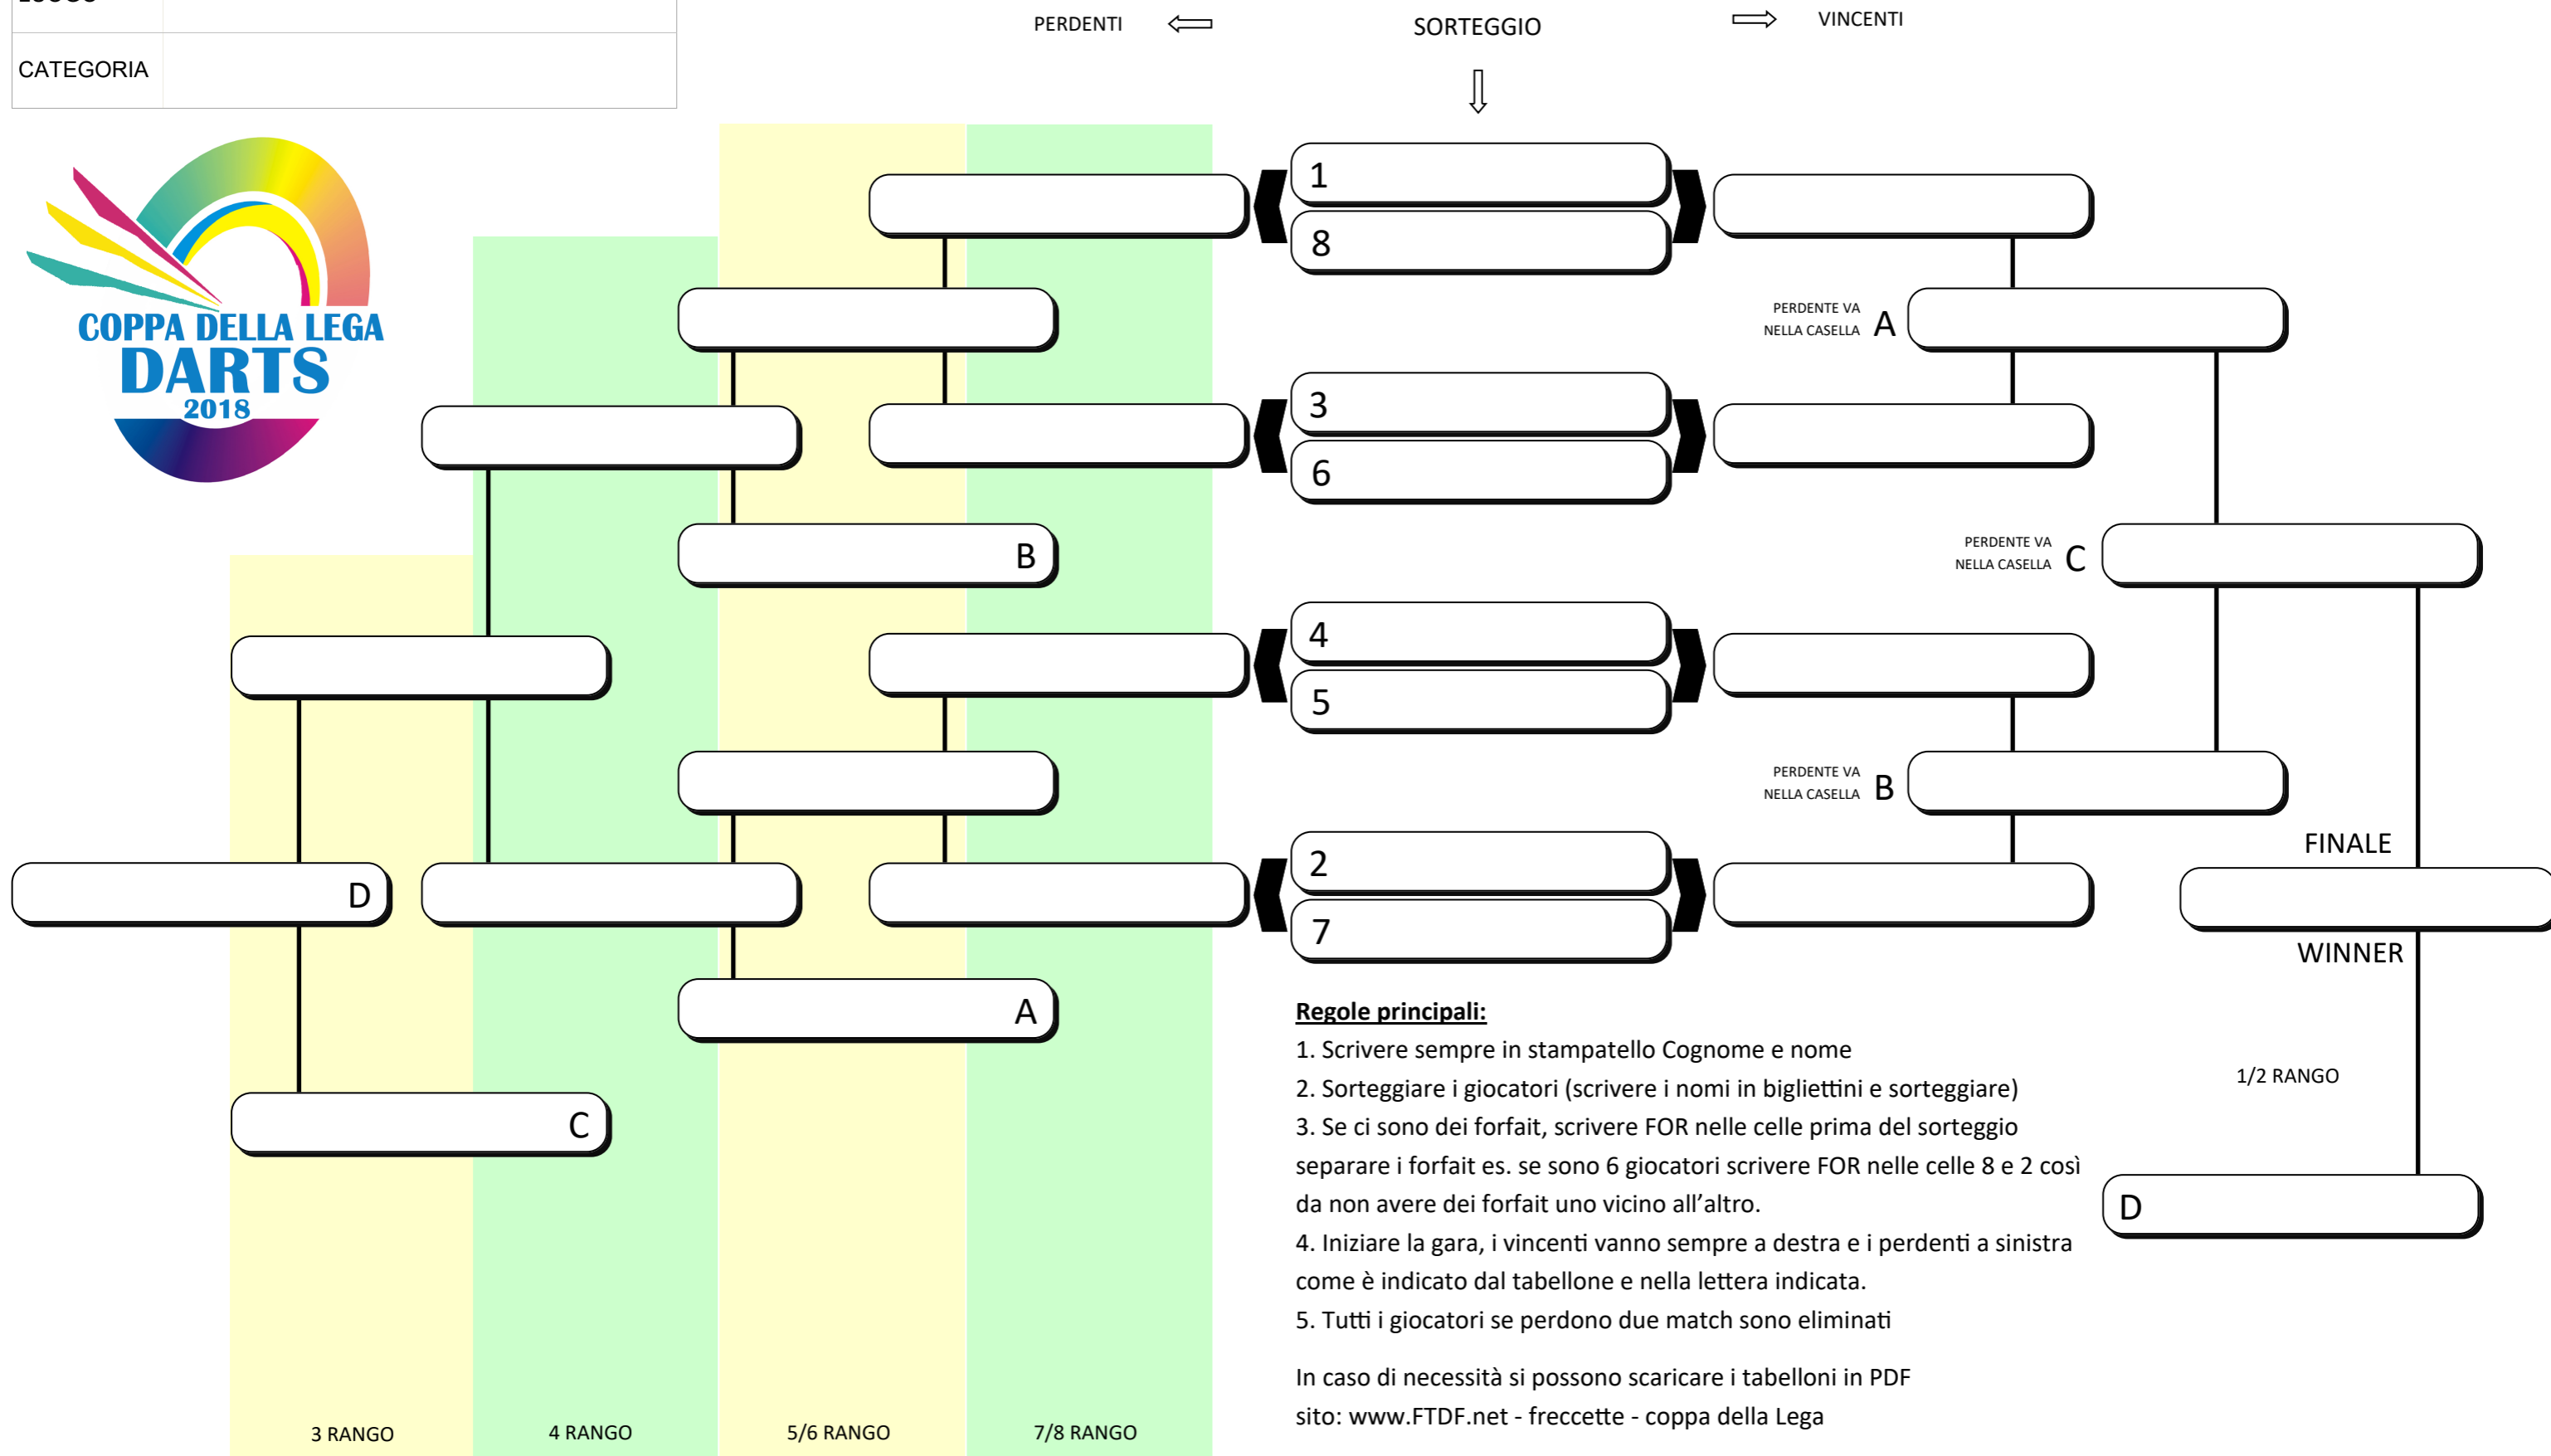 CATEGORIA
PERDENTI
SORTEGGIO
VINCENTI
COPPA DELLA LEGA
DARTS
2018
1
8
PERDENTE VA
NELLA CASELLA A
3
6
B
PERDENTE VA
NELLA CASELLA C
4
5
PERDENTE VA
NELLA CASELLA B
FINALE
2
D
7
WINNER
A
C
Regole principali:
1. Scrivere sempre in stampatello Cognome e nome
2. Sorteggiare i giocatori (scrivere i nomi in bigliettini e sorteggiare)
3. Se ci sono dei forfait, scrivere FOR nelle celle prima del sorteggio
separare i forfait es. se sono 6 giocatori scrivere FOR nelle celle 8 e 2 così
da non avere dei forfait uno vicino all’altro.
4. Iniziare la gara, i vincenti vanno sempre a destra e i perdenti a sinistra
come è indicato dal tabellone e nella lettera indicata.
5. Tutti i giocatori se perdono due match sono eliminati
In caso di necessità si possono scaricare i tabelloni in PDF
sito: www.FTDF.net - freccette - coppa della Lega
1/2 RANGO
D
3 RANGO
4 RANGO
5/6 RANGO
7/8 RANGO